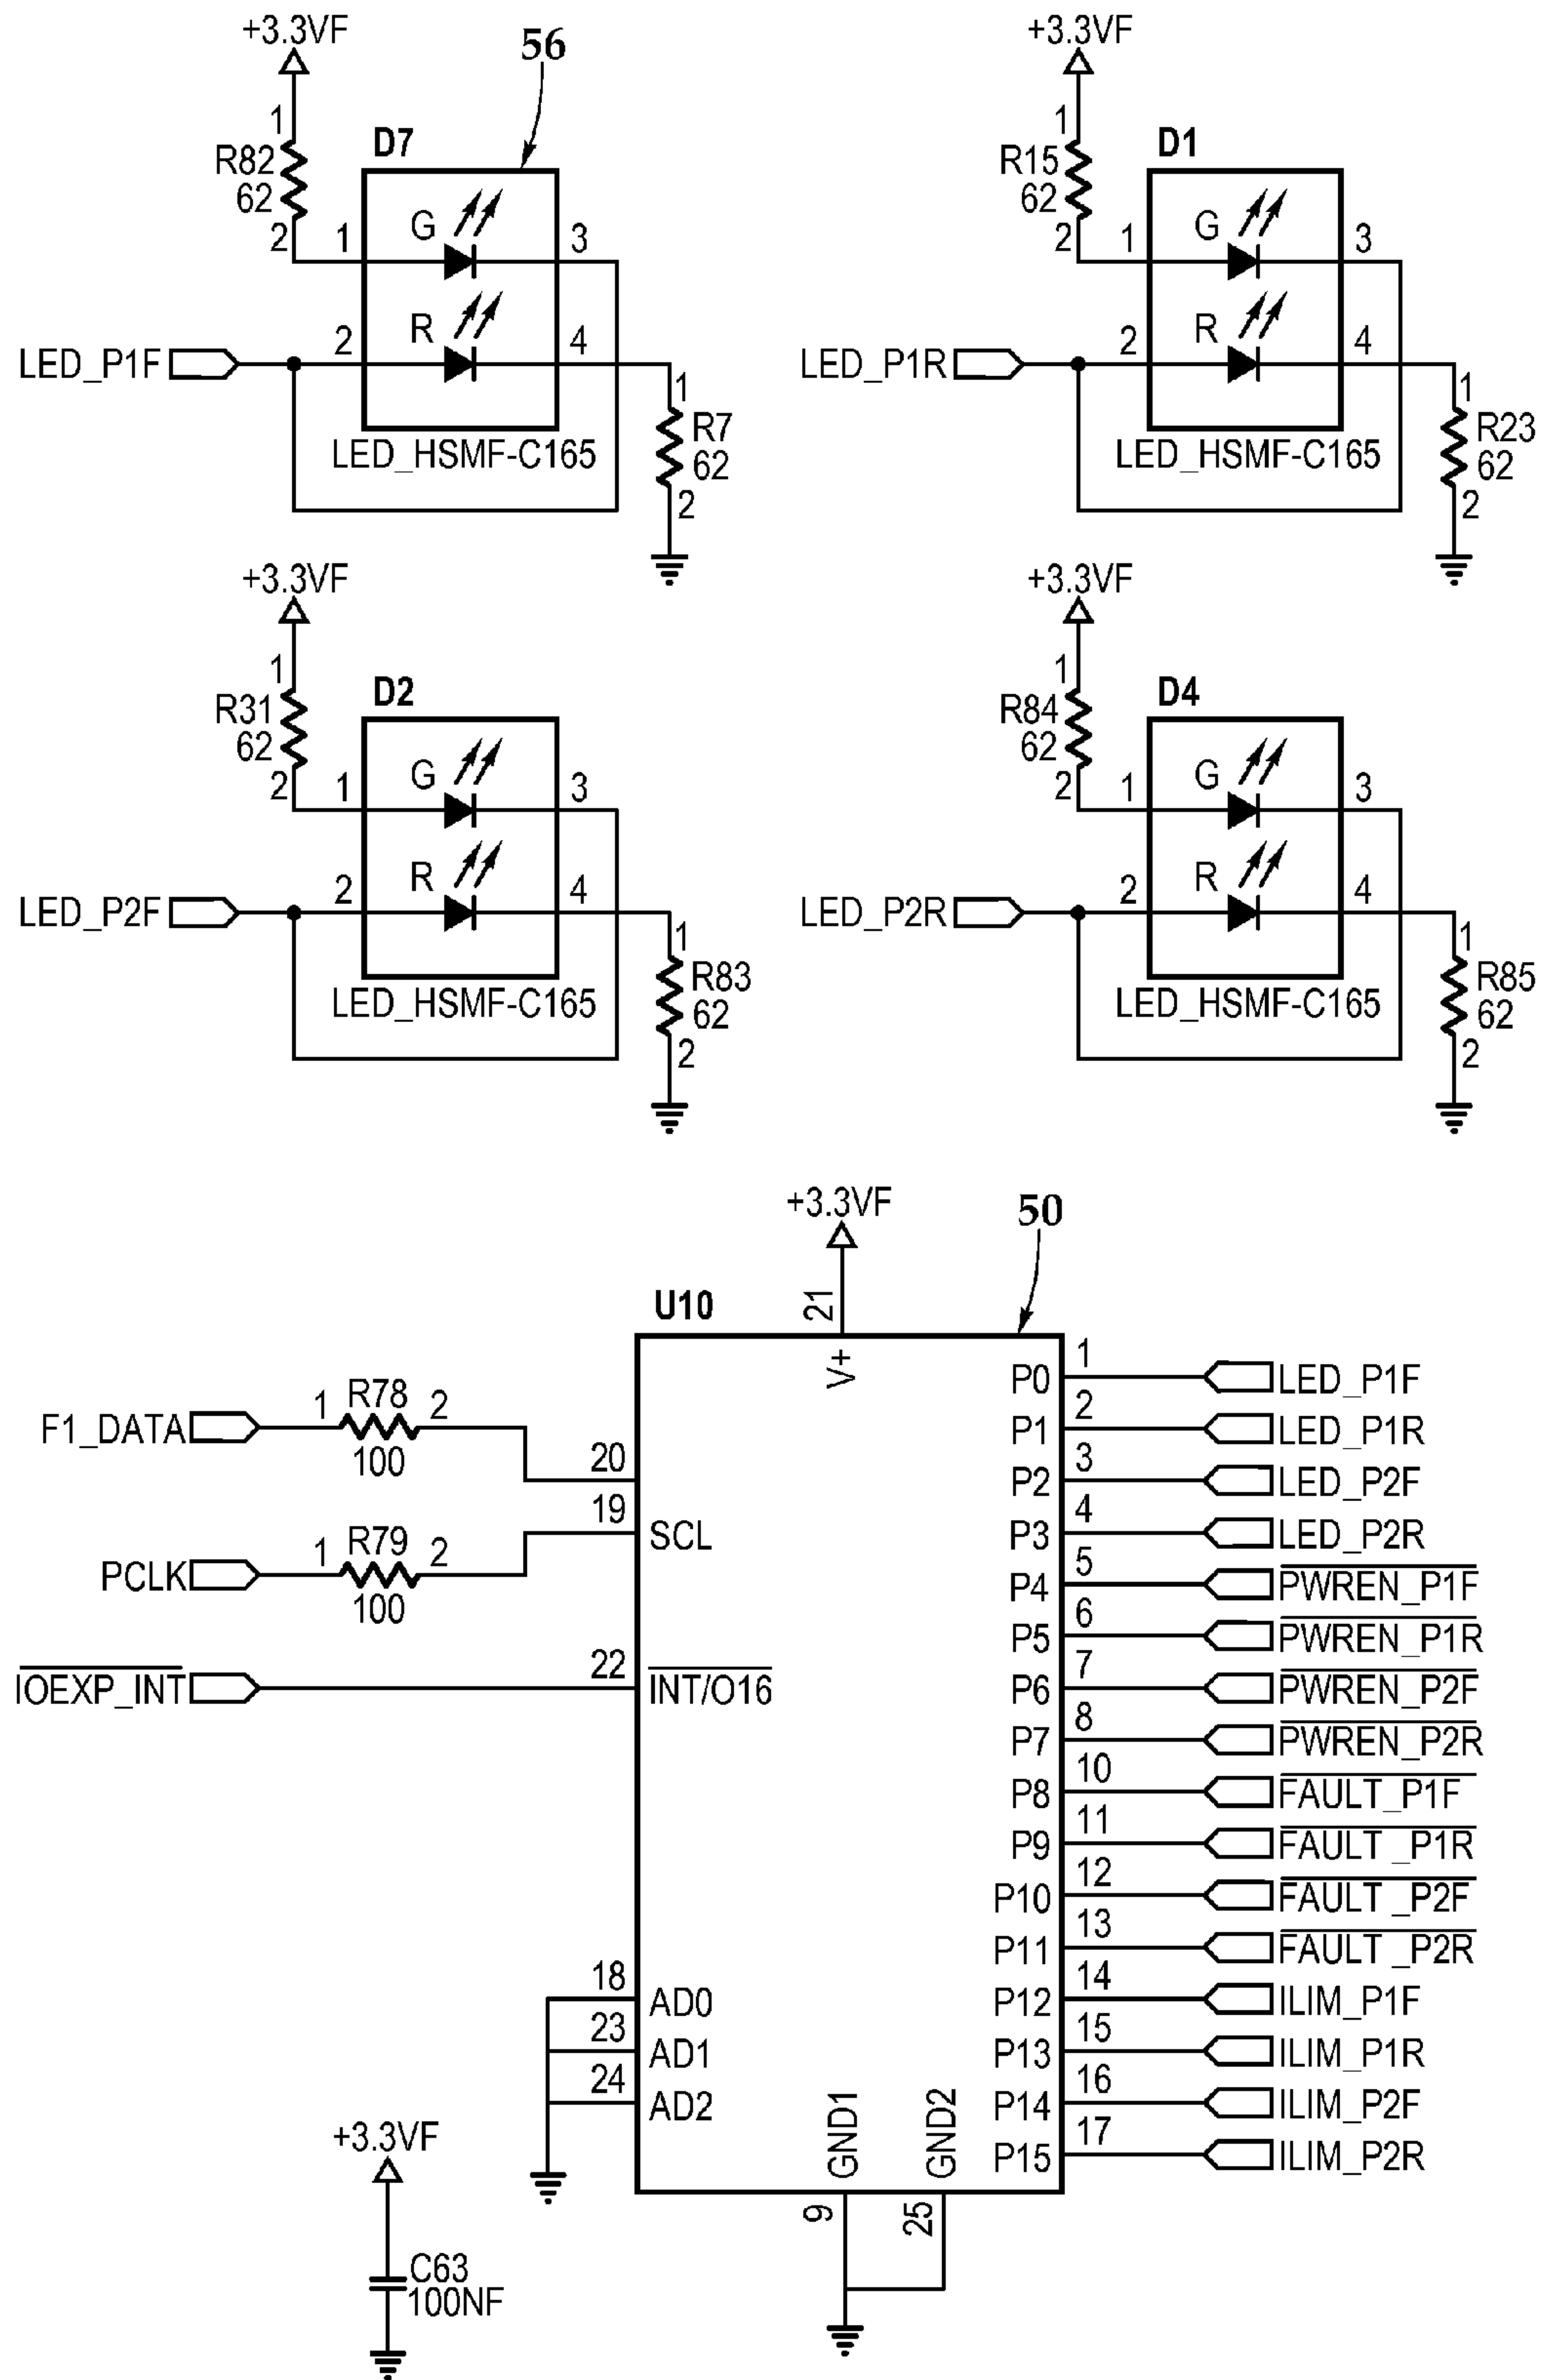 +3.3VF
56
+3.3VF
1
D7
1
D1
R82
62
R15
62
2
1
G
3
2
1
G
3
LED_P1F
2
R
4
LED_P1R
2
R
4
1
R7
62
2
1
R23
62
2
LED_HSMF-C165
LED_HSMF-C165
+3.3VF
+3.3VF
1
D2
1
D4
R31
62
R84
62
2
1
G
3
2
1
G
3
LED_P2F
2
R
4
LED_P2R
2
R
4
1
R83
62
2
1
R85
62
2
LED_HSMF-C165
LED_HSMF-C165
+3.3VF
50
U10
21
V+
F1_DATA
1
R78
2
100
20
19
SCL
PCLK
1
R79
2
100
IOEXP_INT
22
INT/O16
18
AD0
23
AD1
24
AD2
P0
1
LED_P1F
P1
2
LED_P1R
P2
3
LED_P2F
P3
4
LED_P2R
P4
5
PWREN_P1F
P5
6
PWREN_P1R
P6
7
PWREN_P2F
P7
8
PWREN_P2R
P8
10
FAULT_P1F
P9
11
FAULT_P1R
P10
12
FAULT_P2F
P11
13
FAULT_P2R
P12
14
ILIM_P1F
P13
15
ILIM_P1R
P14
16
ILIM_P2F
P15
17
ILIM_P2R
GND1
GND2
9
25
+3.3VF
C63
100NF